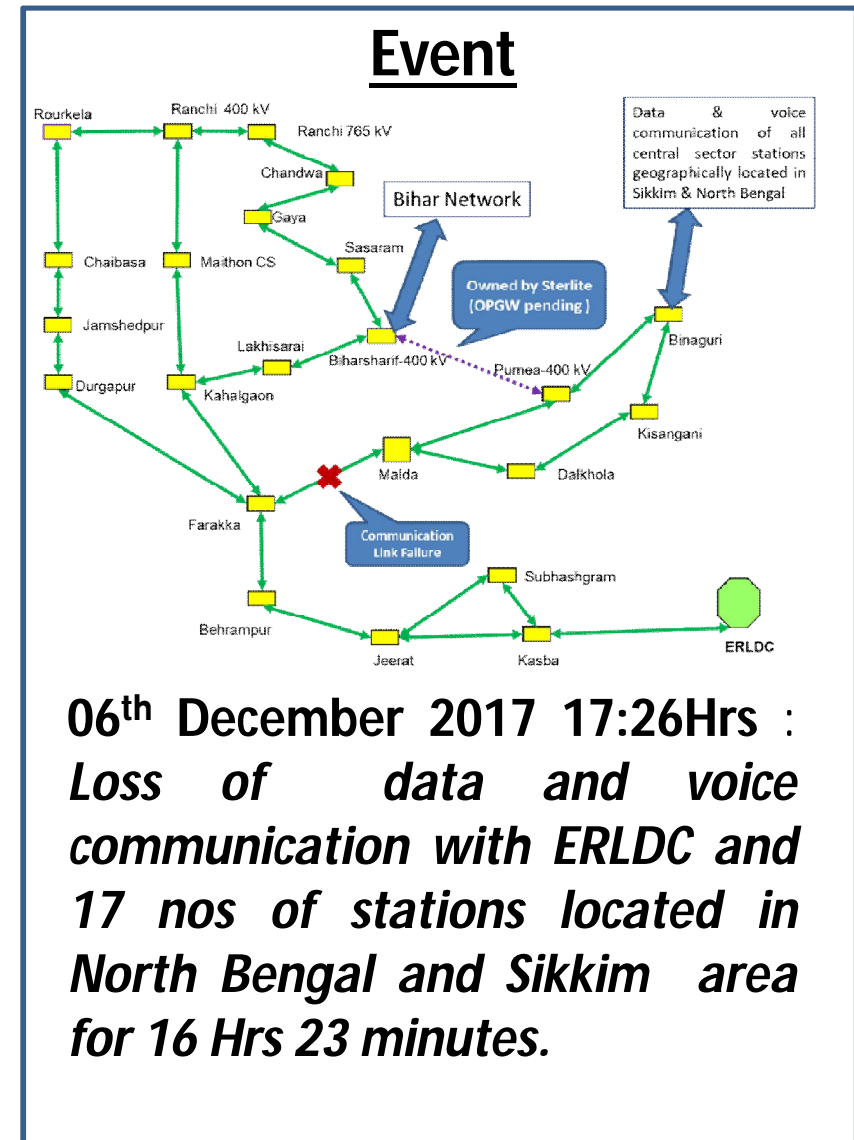 Event
Rourkela
Ranchi 400 kV
Ranchi 765 kV
Data & voice
communication of all
central sector stations
geographically located in
Sikkim & North Bengal
Chandwa
Bihar Network
Gaya
Sasaram
Chaibasa
Maithon CS
Owned by Sterlite
(OPGW pending)
Jamshedpur
Lakhisarai
Biharsharif-400 kV
Binaguri
Purnea-400 kV
Durgapur
Kahalgaon
Kisangani
Malda
Dalkhola
Farakka
Communication
Link Failure
Subhashgram
Behrampur
Jeerat
Kasba
ERLDC
06th December 2017 17:26Hrs :
Loss of data and voice
communication with ERLDC and
17 nos of stations located in
North Bengal and Sikkim area
for 16 Hrs 23 minutes.